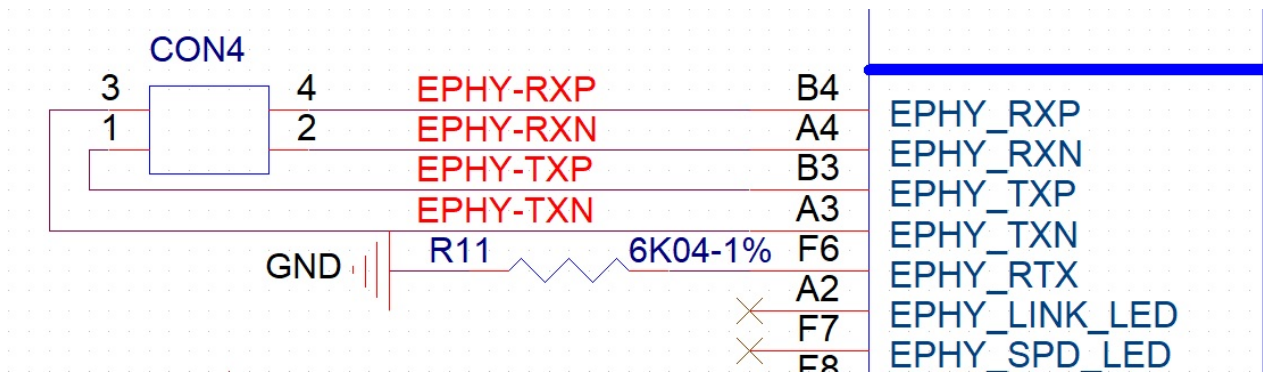 CON4
3 4 EPHY-RXP B4 EPHY_RXP
1 2 EPHY-RXN A4 EPHY_RXN
EPHY-TXP B3 EPHY_TXP
EPHY-TXN A3 EPHY_TXN
GND R11 6K04-1% F6 EPHY_RTX
A2 EPHY_LINK_LED
F7 EPHY_SPD_LED
F8